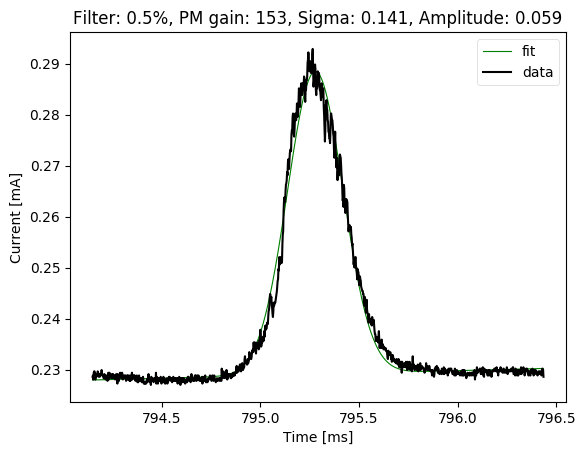 Filter: 0.5%, PM gain: 153, Sigma: 0.141, Amplitude: 0.059
fit
data
0.29
0.28
0.27
0.26
0.25
0.24
0.23
Current [mA]
794.5 795.0 795.5 796.0 796.5
Time [ms]